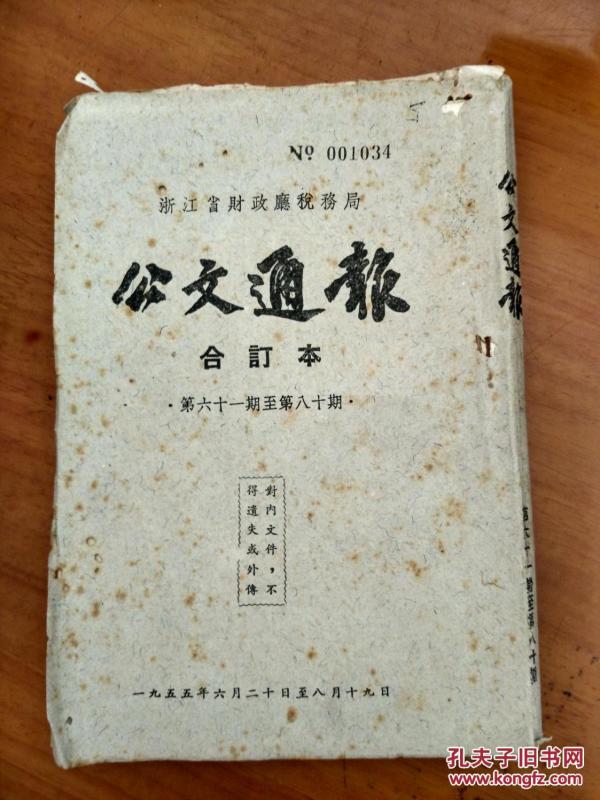 № 001034
浙江省財政廳稅務局
公文通報
合訂本
·第六十一期至第八十期·
對內文件，不
得遺失或外傳
一九五五年六月二十日至八月十九日
公文通報
第六十一期至第八十期
孔夫子旧书网
www.kongfz.com